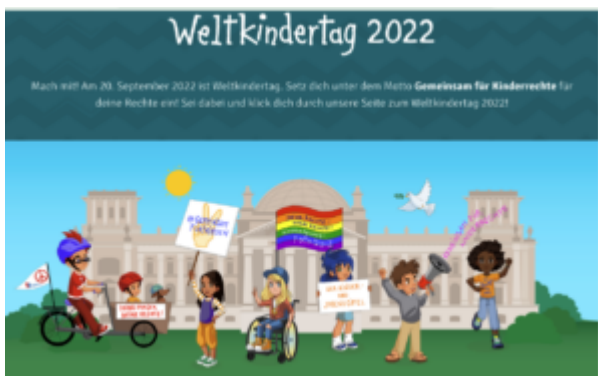 Weltkindertag 2022
Mach mit! Am 20. September 2022 ist Weltkindertag. Setz dich unter dem Motto Gemeinsam für Kinderrechte für
deine Rechte ein! Sei dabei und klick dich durch unsere Seite zum Weltkindertag 2022!